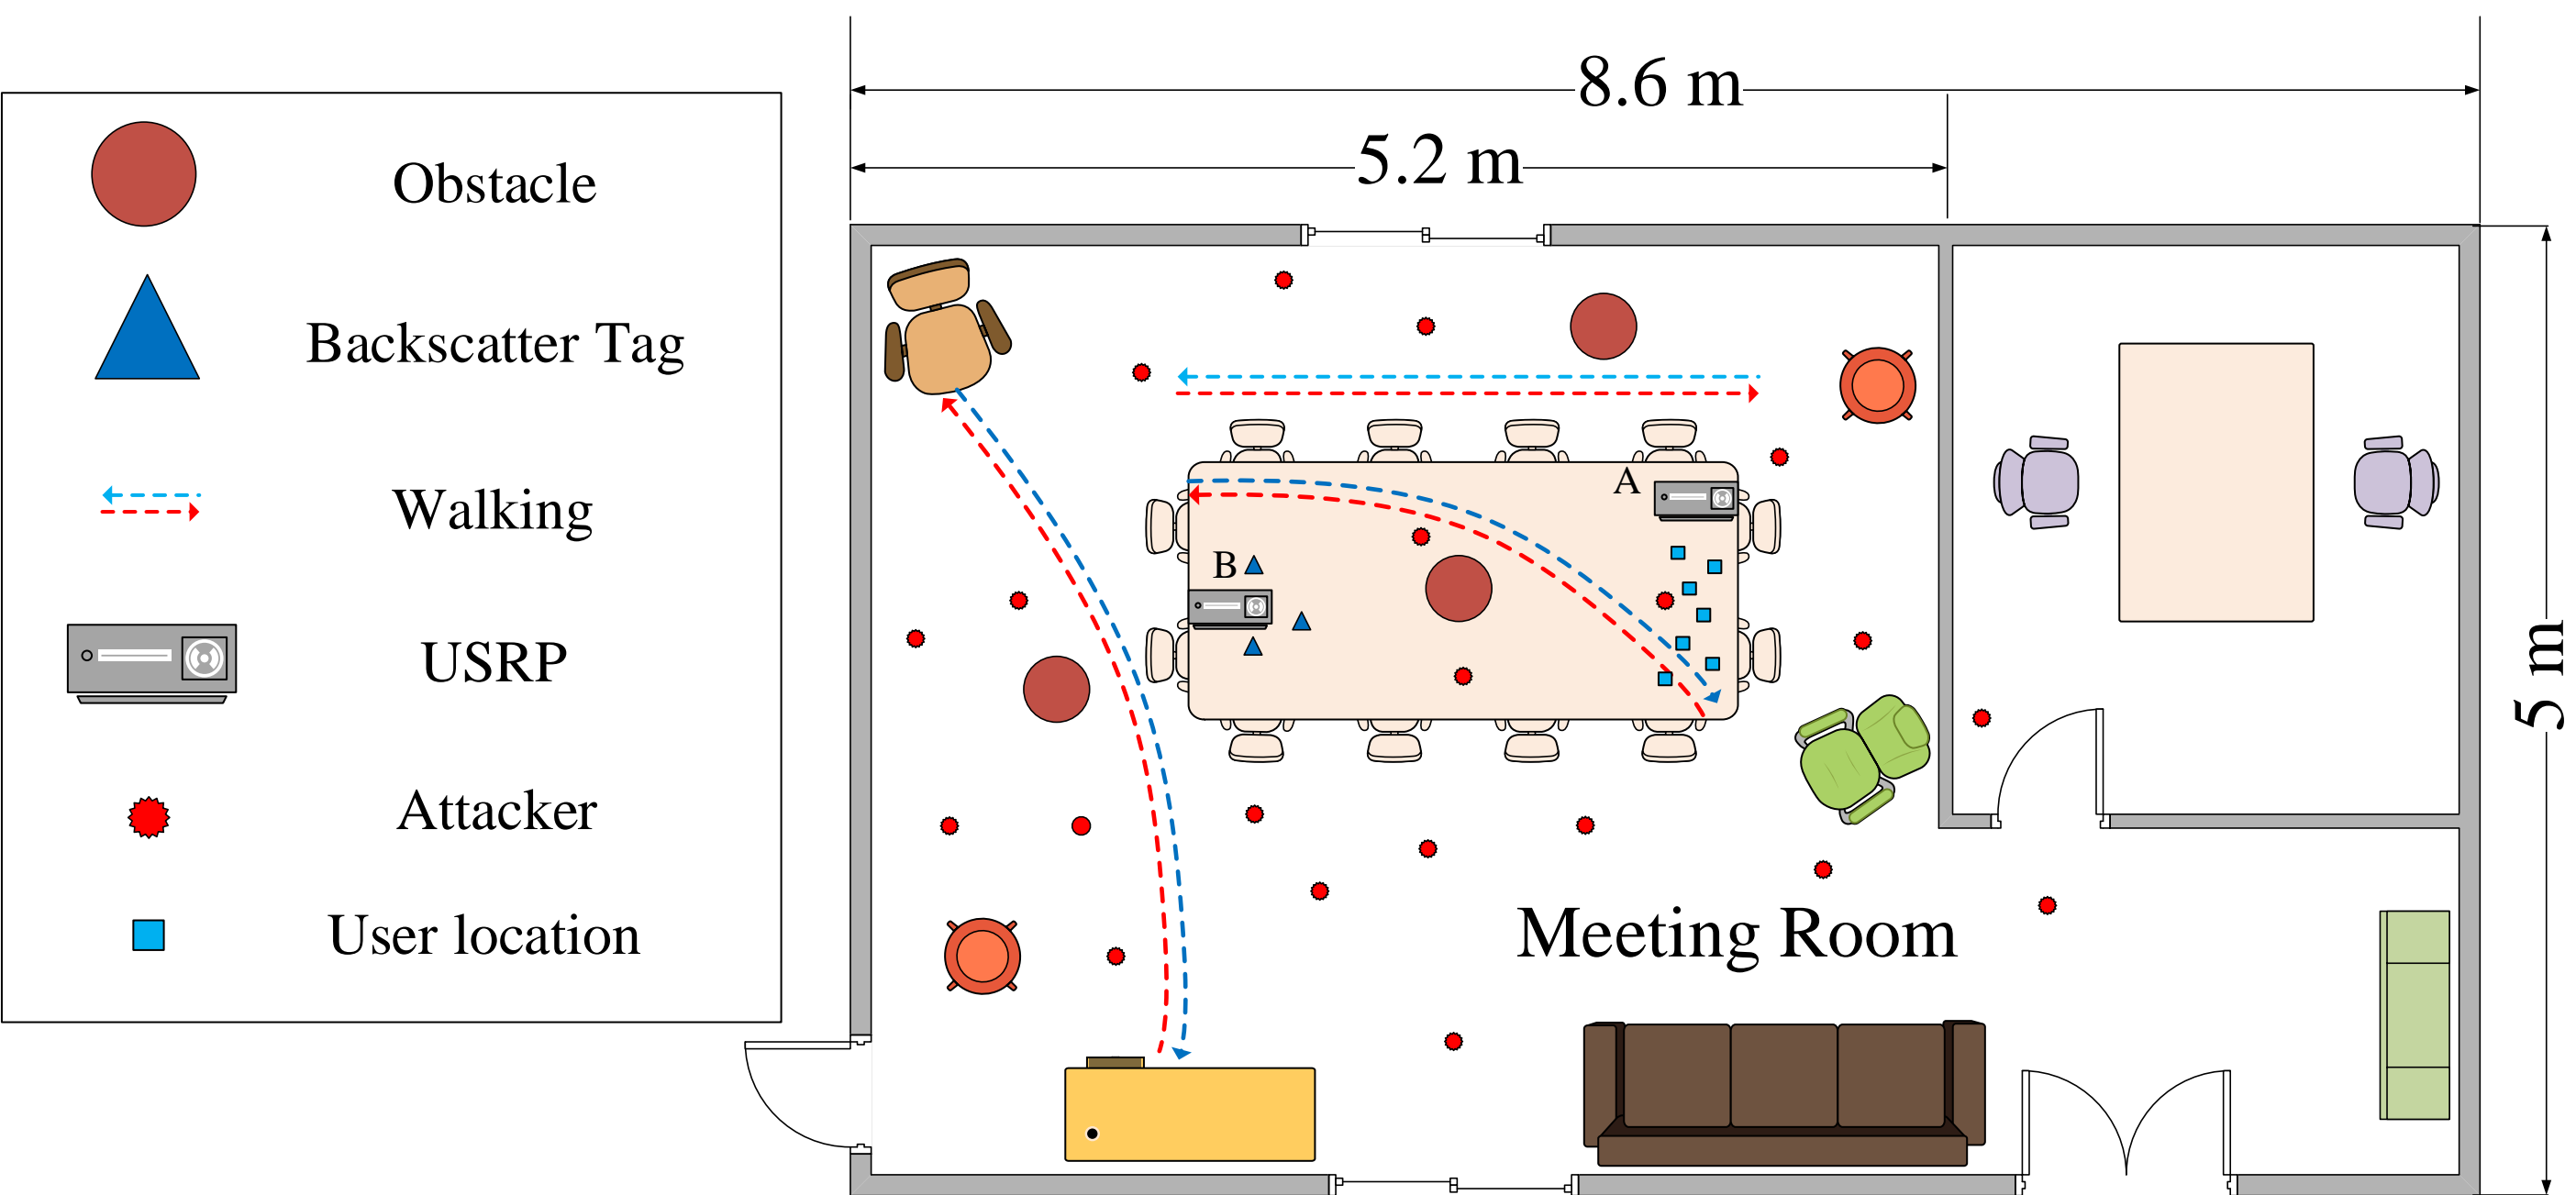 8.6 m
5.2 m
5 m
Obstacle
Backscatter Tag
Walking
USRP
Attacker
User location
A
B
Meeting Room